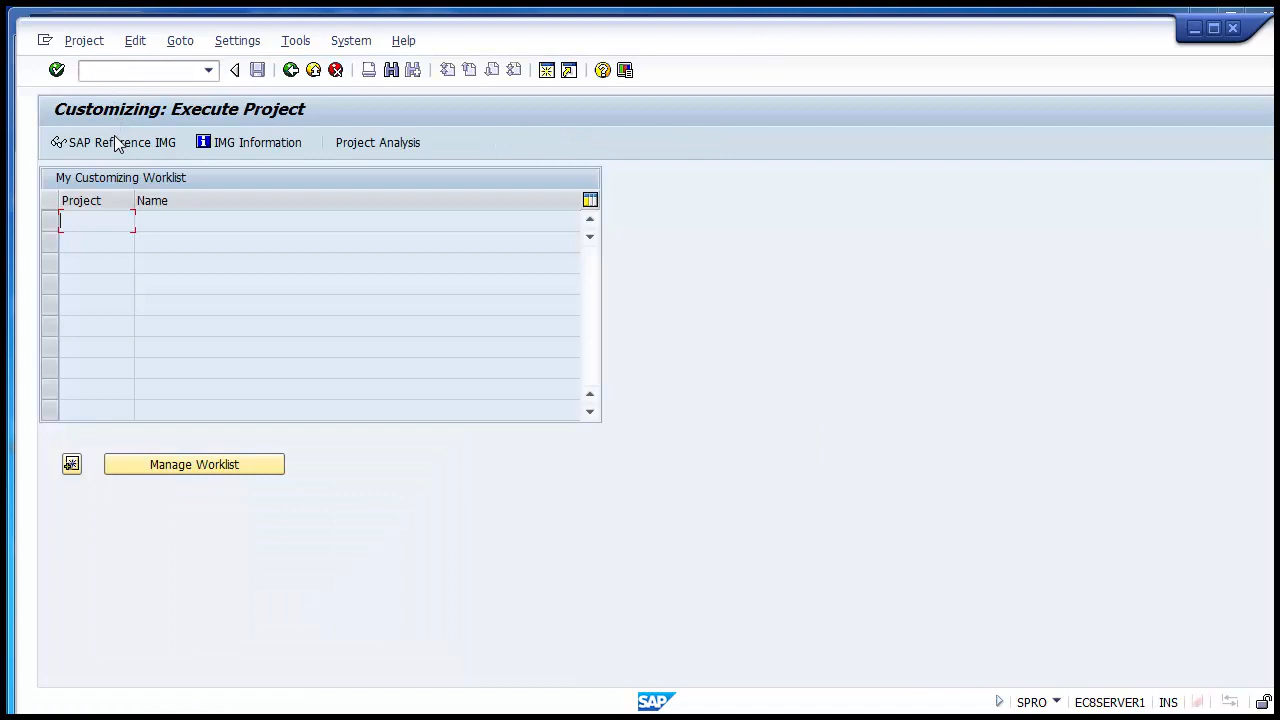 Project Edit Goto Settings Tools System Help
Customizing: Execute Project
SAP Reference IMG IMG Information Project Analysis
My Customizing Worklist
Project Name
Manage Worklist
SAP SPRO EC8SERVER1 INS